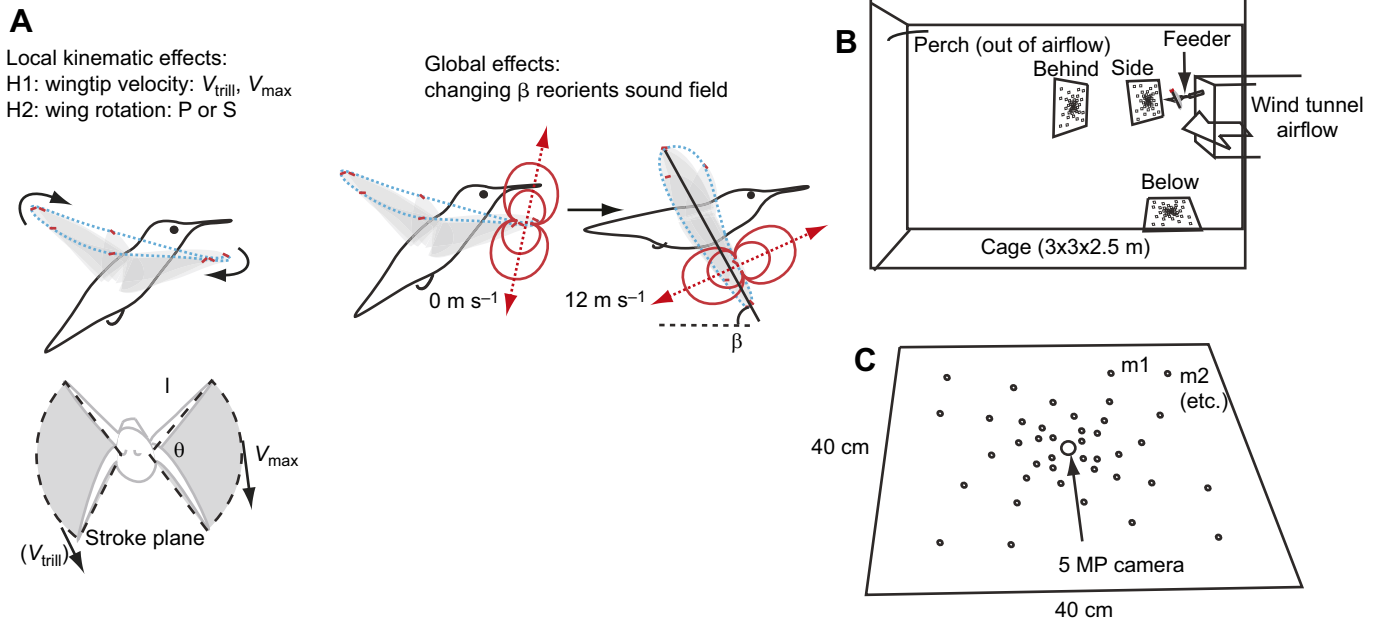 A
Local kinematic effects:
H1: wingtip velocity: Vtrill, Vmax
H2: wing rotation: P or S
Global effects:
changing β reorients sound field
0 m s–1
12 m s–1
β
l
θ
Vmax
Stroke plane
(Vtrill)
B
Perch (out of airflow)
Feeder
Behind
Side
Wind tunnel
airflow
Below
Cage (3x3x2.5 m)
C
m1
m2
(etc.)
40 cm
5 MP camera
40 cm